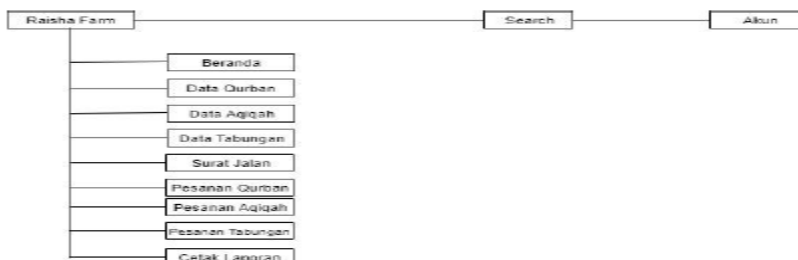 Raisha Farm Search Akun
Beranda
Data Qurban
Data Aqiqah
Data Tabungan
Surat Jalan
Pesanan Qurban
Pesanan Aqiqah
Pesanan Tabungan
Cetak Laporan